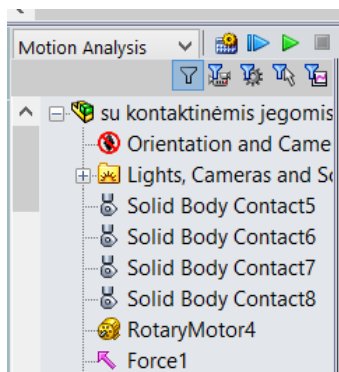 Motion Analysis
su kontaktinėmis jegomis
Orientation and Came
Lights, Cameras and Sc
Solid Body Contact5
Solid Body Contact6
Solid Body Contact7
Solid Body Contact8
RotaryMotor4
Force1